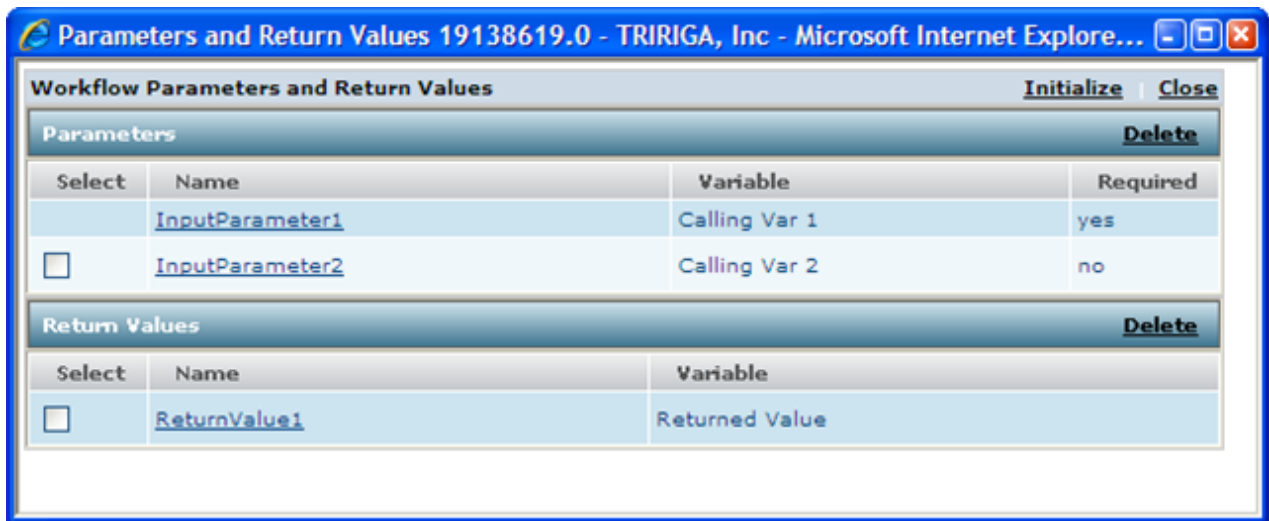 Parameters and Return Values 19138619.0 - TRIRIGA, Inc - Microsoft Internet Explore...
Workflow Parameters and Return Values Initialize | Close
Parameters Delete
Select Name Variable Required
InputParameter1 Calling Var 1 yes
InputParameter2 Calling Var 2 no
Return Values Delete
Select Name Variable
ReturnValue1 Returned Value